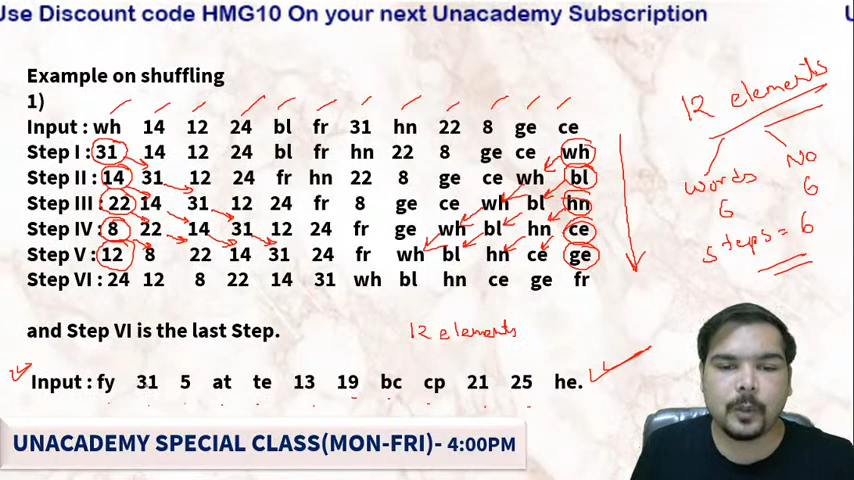 Use Discount code HMG10 On your next Unacademy Subscription
Example on shuffling
1)
Input : wh 14 12 24 bl fr 31 hn 22 8 ge ce
Step I : 31 14 12 24 bl fr hn 22 8 ge ce wh
Step II : 14 31 12 24 fr hn 22 8 ge ce wh bl
Step III : 22 14 31 12 24 fr 8 ge ce wh bl hn
Step IV : 8 22 14 31 12 24 fr ge wh bl hn ce
Step V : 12 8 22 14 31 24 fr wh bl hn ce ge
Step VI : 24 12 8 22 14 31 wh bl hn ce ge fr
and Step VI is the last Step.
12 elements
Input : fy 31 5 at te 13 19 bc cp 21 25 he.
12 elements
words No
6 6
steps = 6
UNACADEMY SPECIAL CLASS(MON-FRI)- 4:00PM